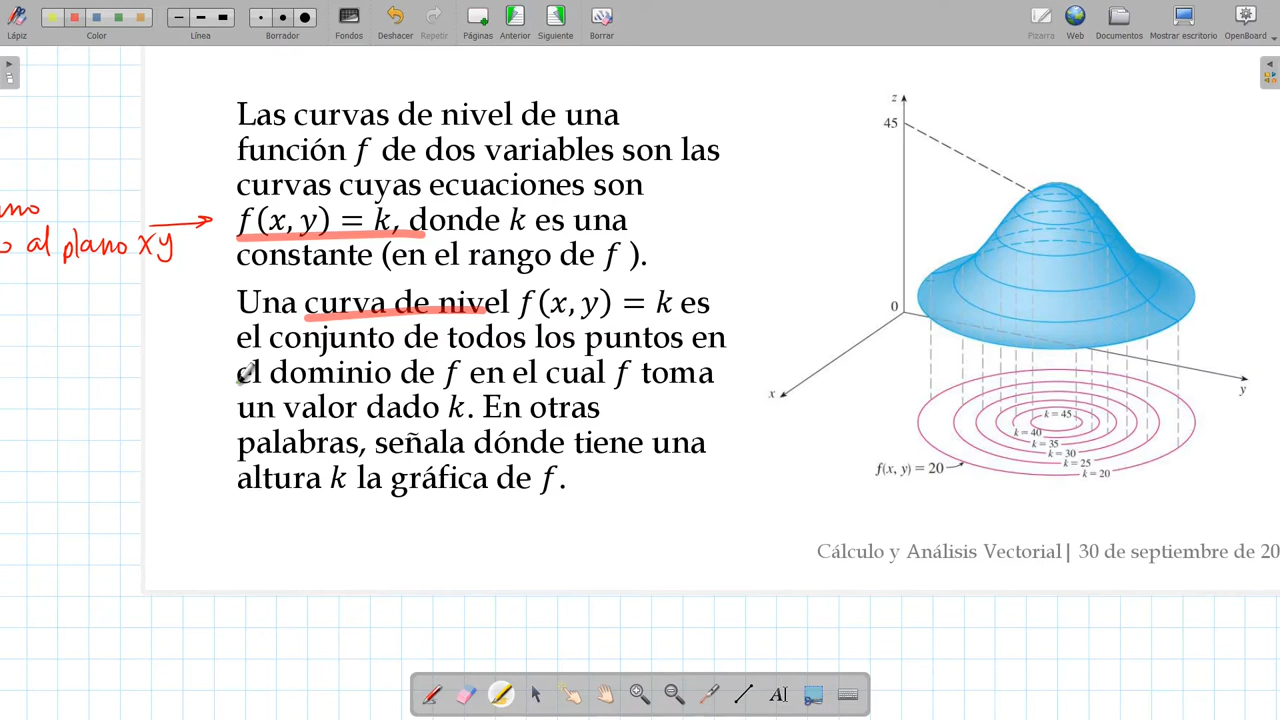 Lápiz
Color
Línea
Borrador
Fondos
Deshacer
Repetir
Páginas
Anterior
Siguiente
Borrar
Pizarra
Web
Documentos
Mostrar escritorio
OpenBoard
al plano xy
Las curvas de nivel de una
función f de dos variables son las
curvas cuyas ecuaciones son
f(x, y) = k, donde k es una
constante (en el rango de f ).
Una curva de nivel f(x, y) = k es
el conjunto de todos los puntos en
el dominio de f en el cual f toma
un valor dado k. En otras
palabras, señala dónde tiene una
altura k la gráfica de f.
z
45
0
x
y
k = 45
k = 40
k = 35
k = 30
k = 25
k = 20
f(x, y) = 20
Cálculo y Análisis Vectorial| 30 de septiembre de 20
AI